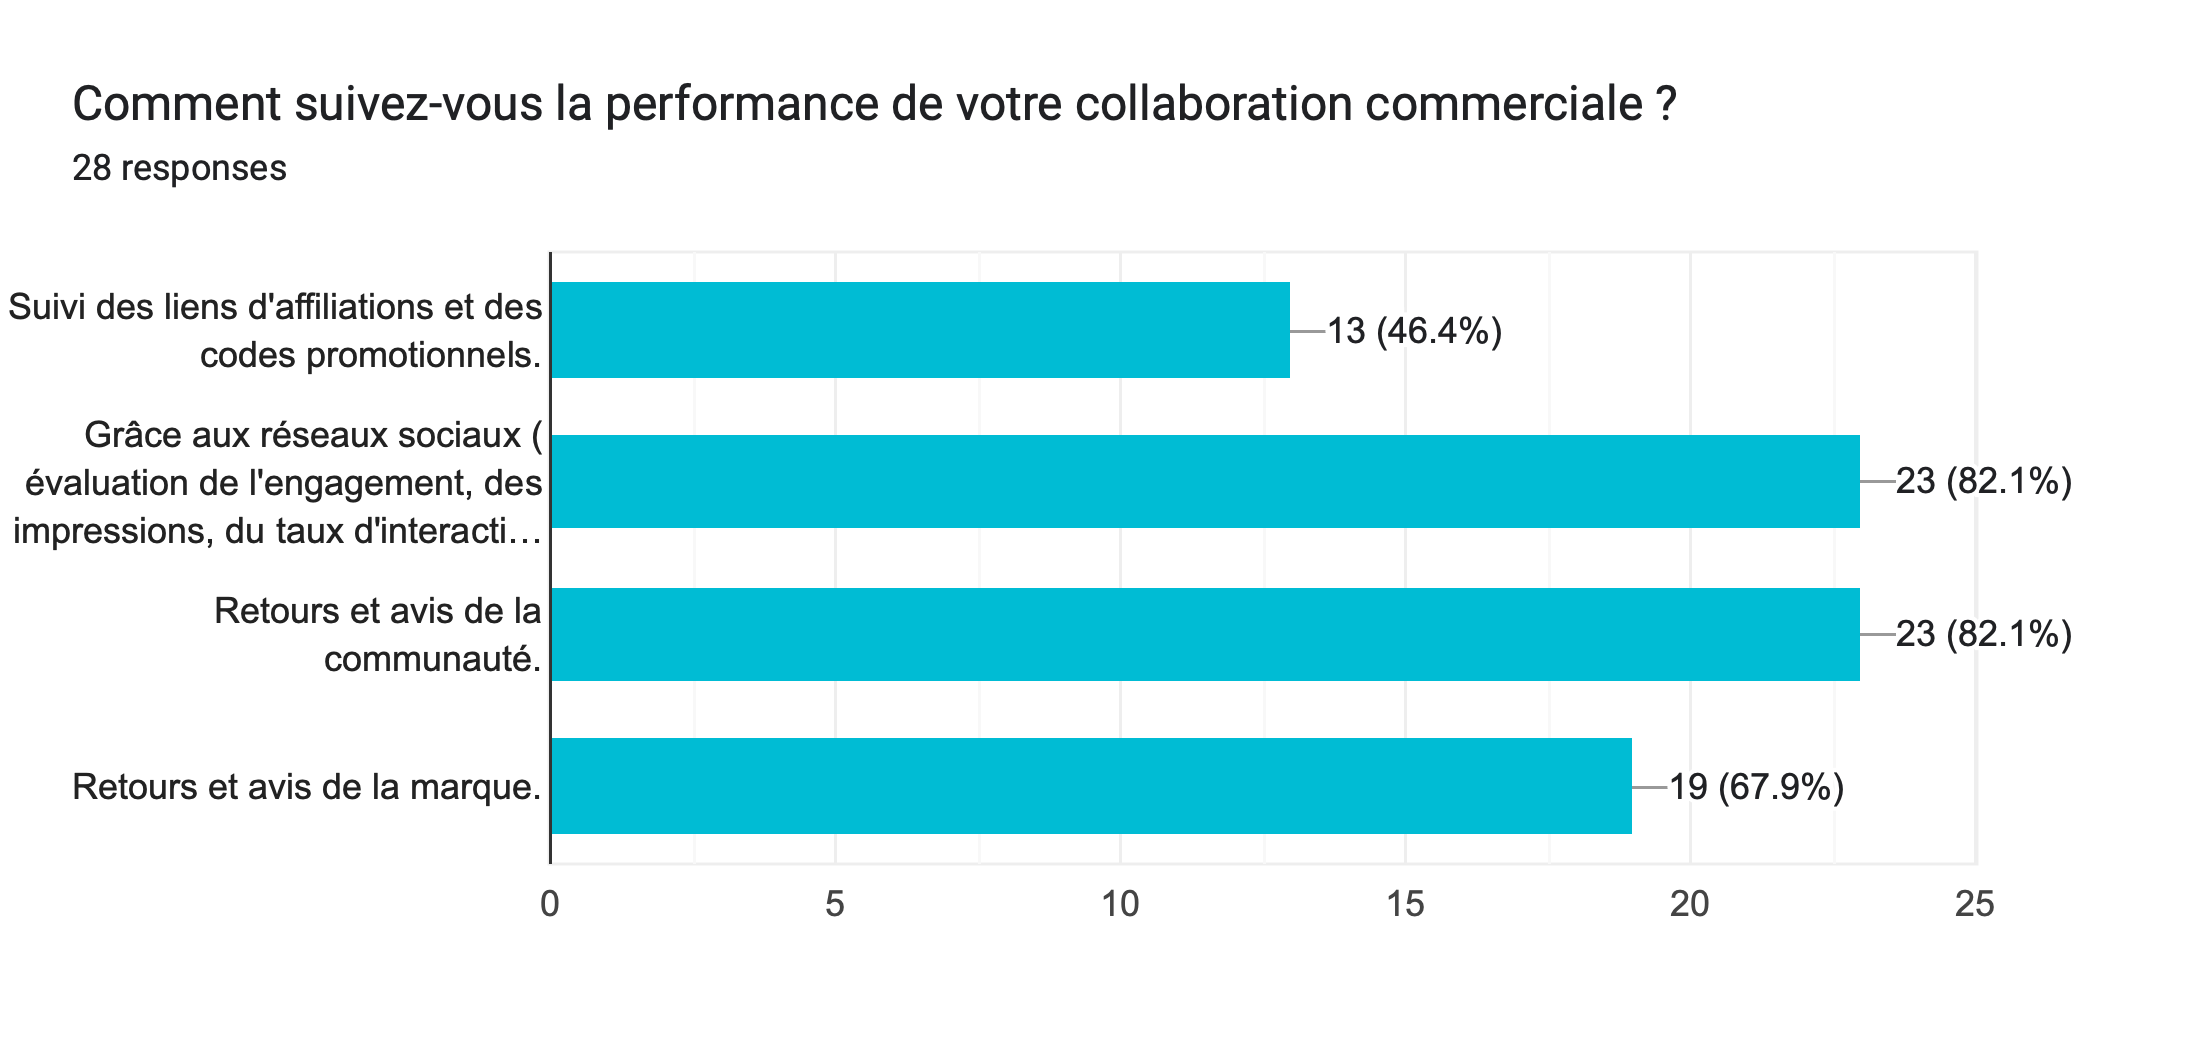 Comment suivez-vous la performance de votre collaboration commerciale ?
28 responses
Suivi des liens d'affiliations et des
codes promotionnels.
13 (46.4%)
Grâce aux réseaux sociaux (
évaluation de l'engagement, des
impressions, du taux d'interacti…
23 (82.1%)
Retours et avis de la
communauté.
23 (82.1%)
Retours et avis de la marque.
19 (67.9%)
0 5 10 15 20 25